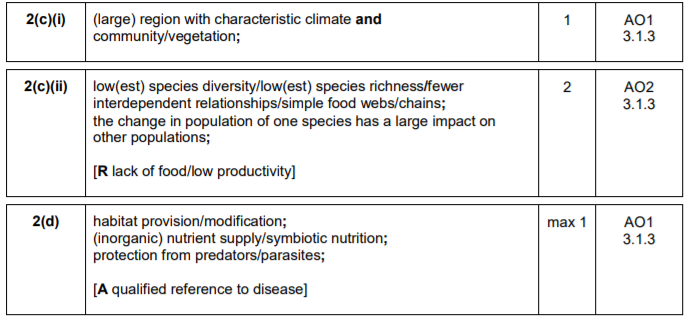 2(c)(i) (large) region with characteristic climate and 1 AO1
community/vegetation; 3.1.3
2(c)(ii) low(est) species diversity/low(est) species richness/fewer 2 AO2
interdependent relationships/simple food webs/chains; 3.1.3
the change in population of one species has a large impact on
other populations;
[R lack of food/low productivity]
2(d) habitat provision/modification; max 1 AO1
(inorganic) nutrient supply/symbiotic nutrition; 3.1.3
protection from predators/parasites;
[A qualified reference to disease]